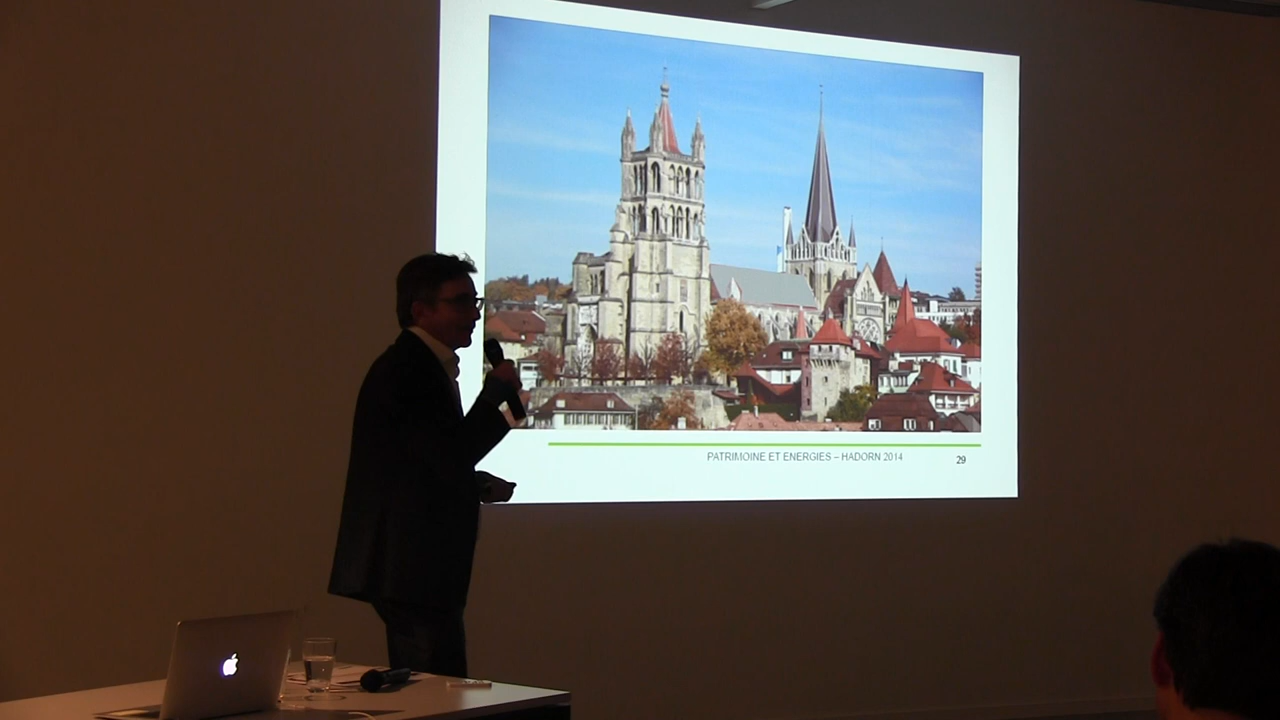 PATRIMOINE ET ENERGIES – HADORN 2014 29